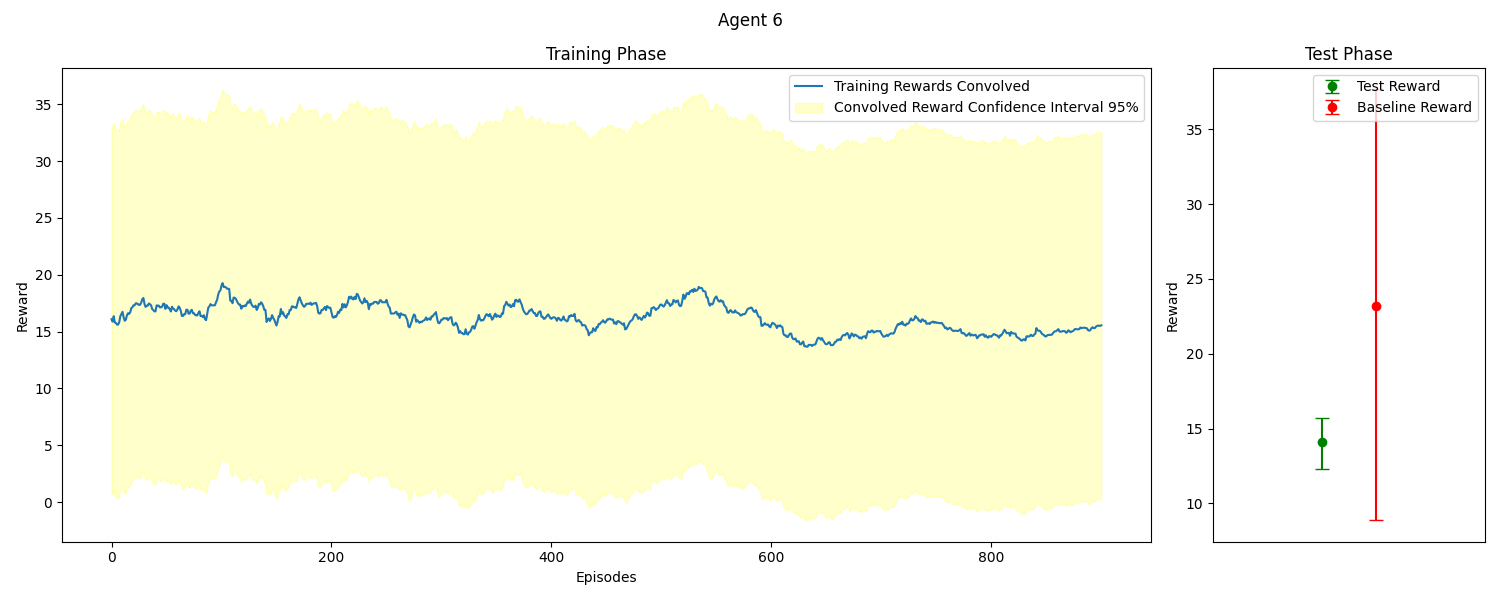 Agent 6
Training Phase
Training Rewards Convolved
Convolved Reward Confidence Interval 95%
Reward
35
30
25
20
15
10
5
0
0 200 400 600 800
Episodes
Test Phase
Test Reward
Baseline Reward
Reward
35
30
25
20
15
10